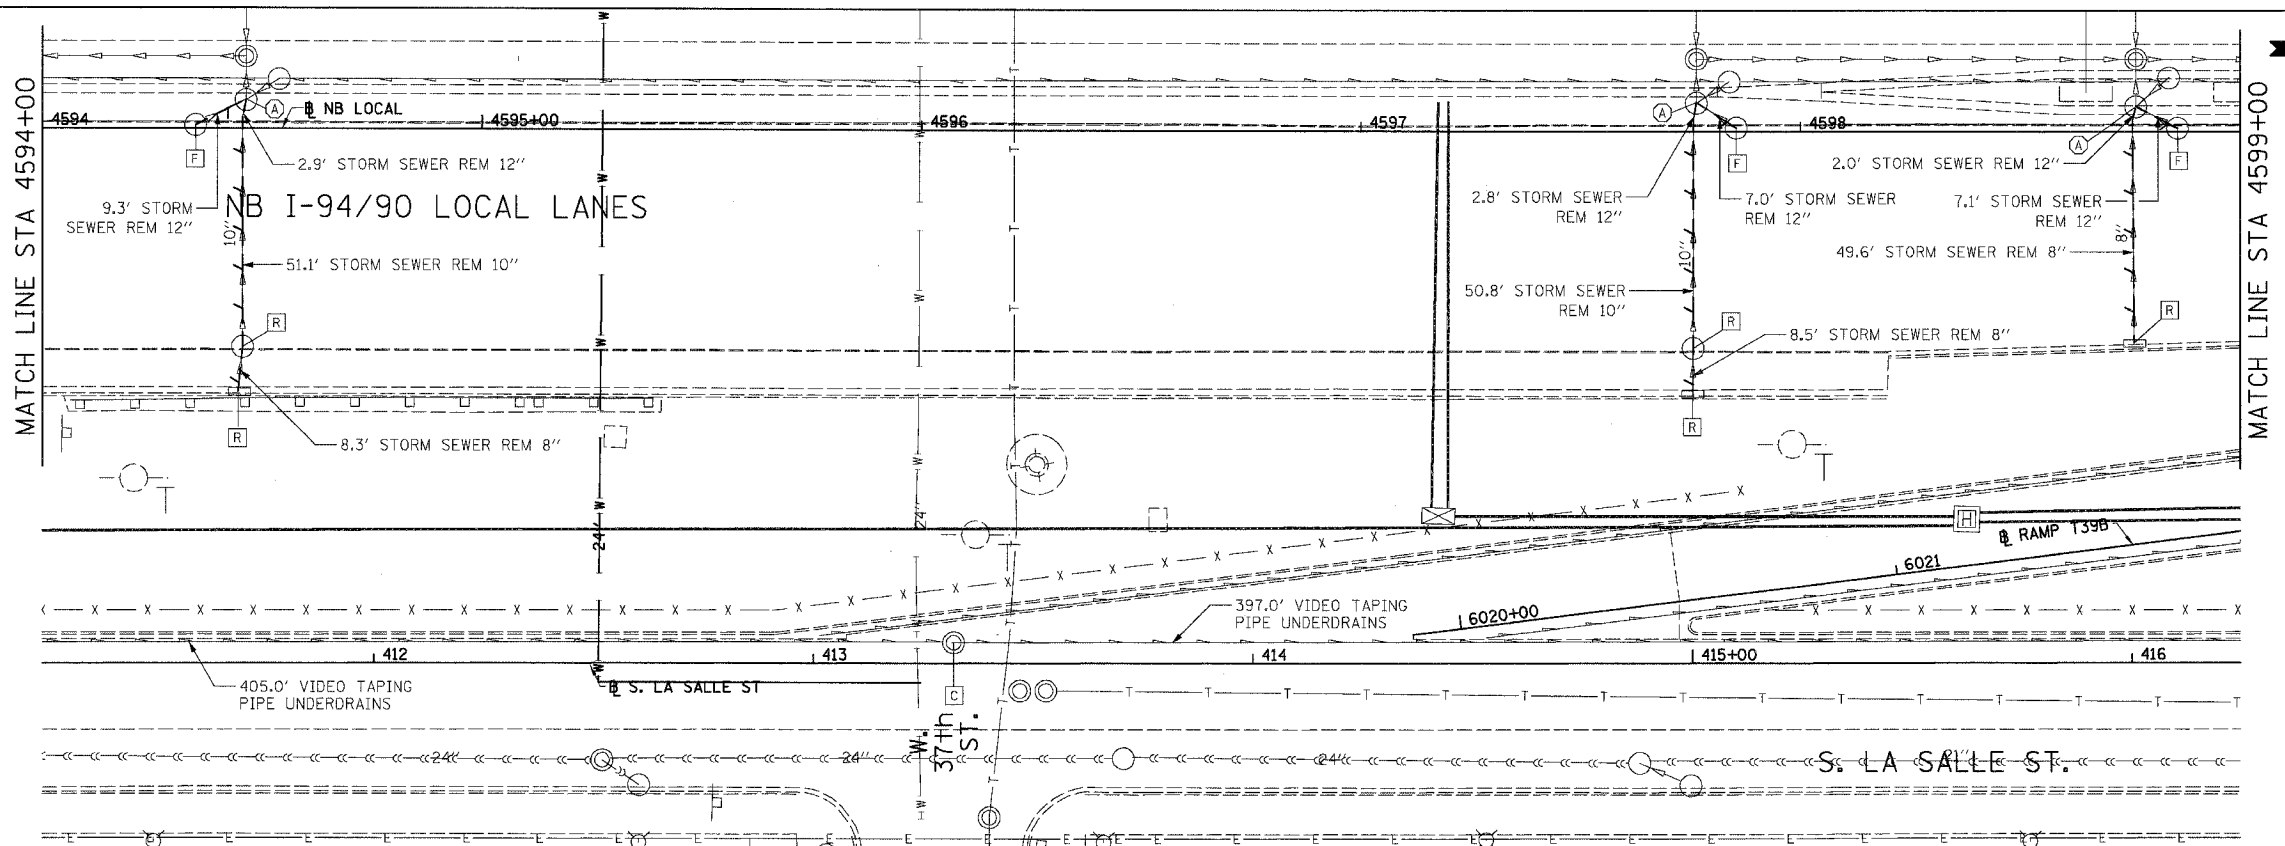 MATCH LINE STA 4594+00
MATCH LINE STA 4599+00
4594
℄ NB LOCAL
4595+00
4596
4597
4598
A
A
A
F
F
F
2.9' STORM SEWER REM 12"
9.3' STORM
SEWER REM 12"
NB I-94/90 LOCAL LANES
10"
51.1' STORM SEWER REM 10"
R
R
8.3' STORM SEWER REM 8"
2.8' STORM SEWER
REM 12"
7.0' STORM SEWER
REM 12"
2.0' STORM SEWER REM 12"
7.1' STORM SEWER
REM 12"
10"
8"
49.6' STORM SEWER REM 8"
50.8' STORM SEWER
REM 10"
R
R
R
8.5' STORM SEWER REM 8"
24"
24"
H
℄ RAMP T39B
6021
6020+00
397.0' VIDEO TAPING
PIPE UNDERDRAINS
412
413
414
415+00
416
405.0' VIDEO TAPING
PIPE UNDERDRAINS
℄ S. LA SALLE ST
C
W.
37th
ST.
24"
24"
24"
S. LA SALLE ST.